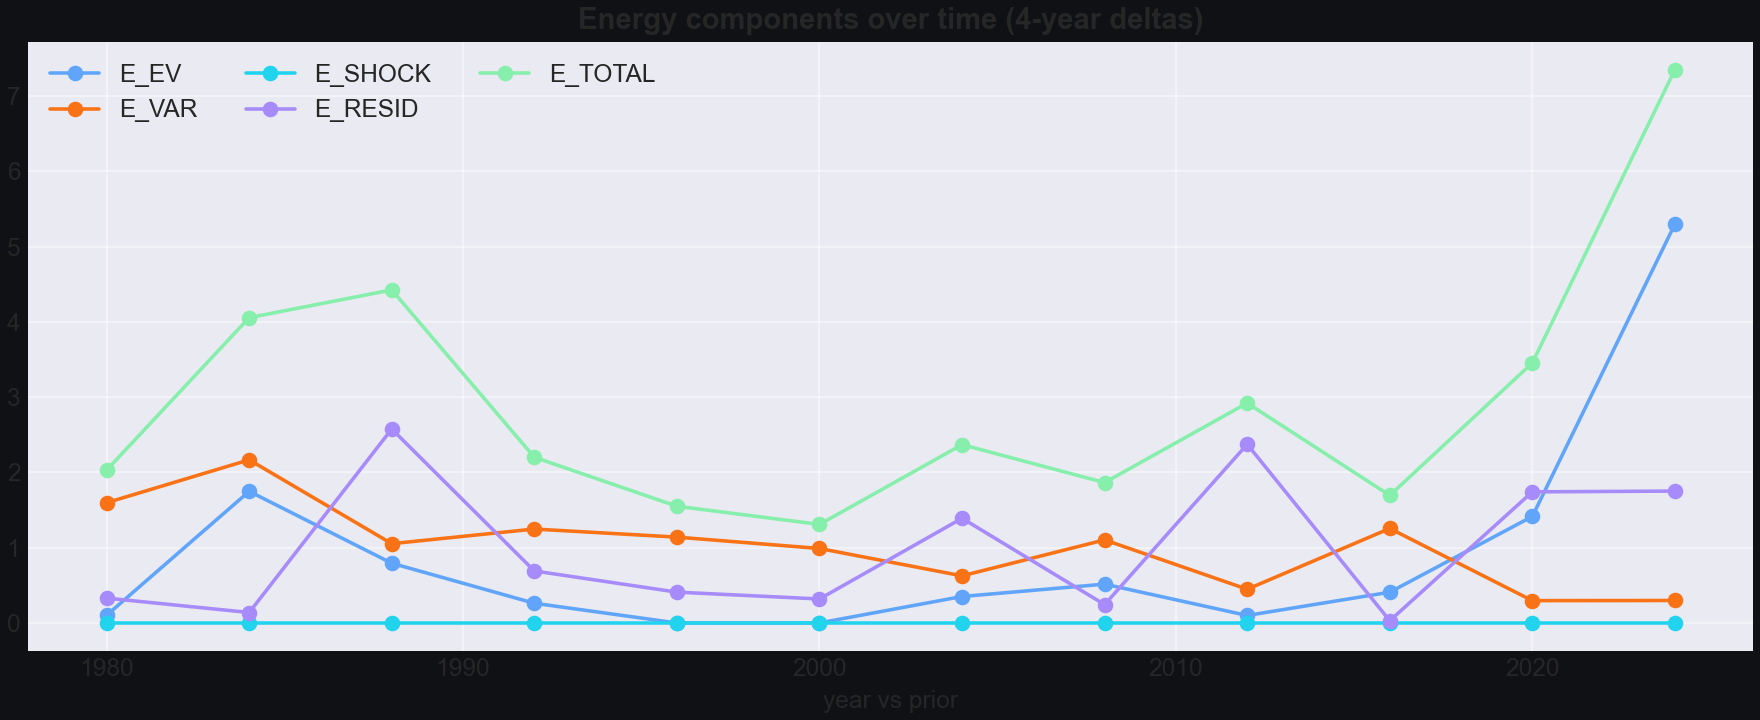 Energy components over time (4-year deltas)
E_EV E_SHOCK E_TOTAL
E_VAR E_RESID
7
6
5
4
3
2
1
0
1980 1990 2000 2010 2020
year vs prior